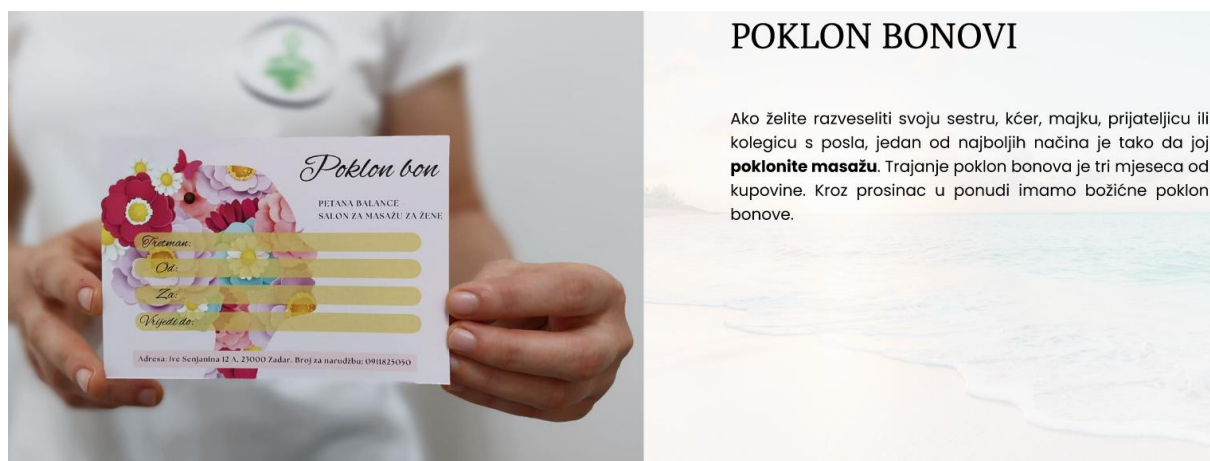 Poklon bon
PETANA BALANCE
SALON ZA MASAŽU ZA ŽENE
Tretman:
Od:
Za:
Vrijedi do:
Adresa: Ive Senjanina 12 A, 23000 Zadar. Broj za narudžbu: 0911825050
POKLON BONOVI
Ako želite razveseliti svoju sestru, kćer, majku, prijateljicu ili
kolegicu s posla, jedan od najboljih načina je tako da joj
poklonite masažu. Trajanje poklon bonova je tri mjeseca od
kupovine. Kroz prosinac u ponudi imamo božićne poklon
bonove.